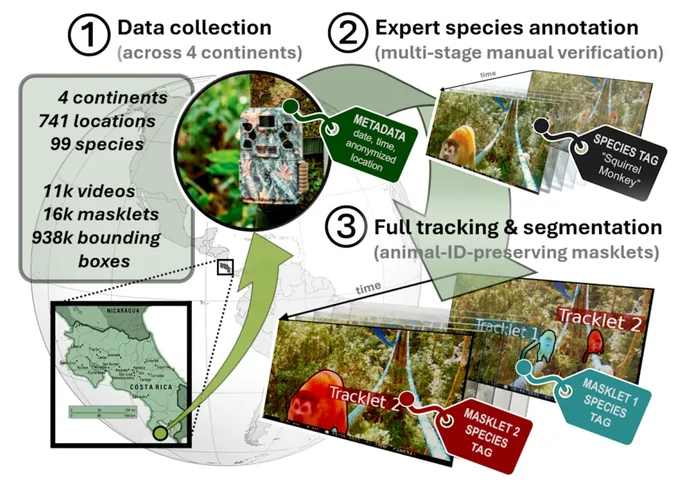 1 Data collection
(across 4 continents)
2 Expert species annotation
(multi-stage manual verification)
4 continents
741 locations
99 species
11k videos
16k masklets
938k bounding
boxes
METADATA
date, time,
anonymized
location
time
SPECIES TAG
"Squirrel
Monkey"
3 Full tracking & segmentation
(animal-ID-preserving masklets)
time
Tracklet 1
Tracklet 2
Tracklet 2
MASKLET 1
SPECIES
TAG
MASKLET 2
SPECIES
TAG
NICARAGUA
COSTA RICA